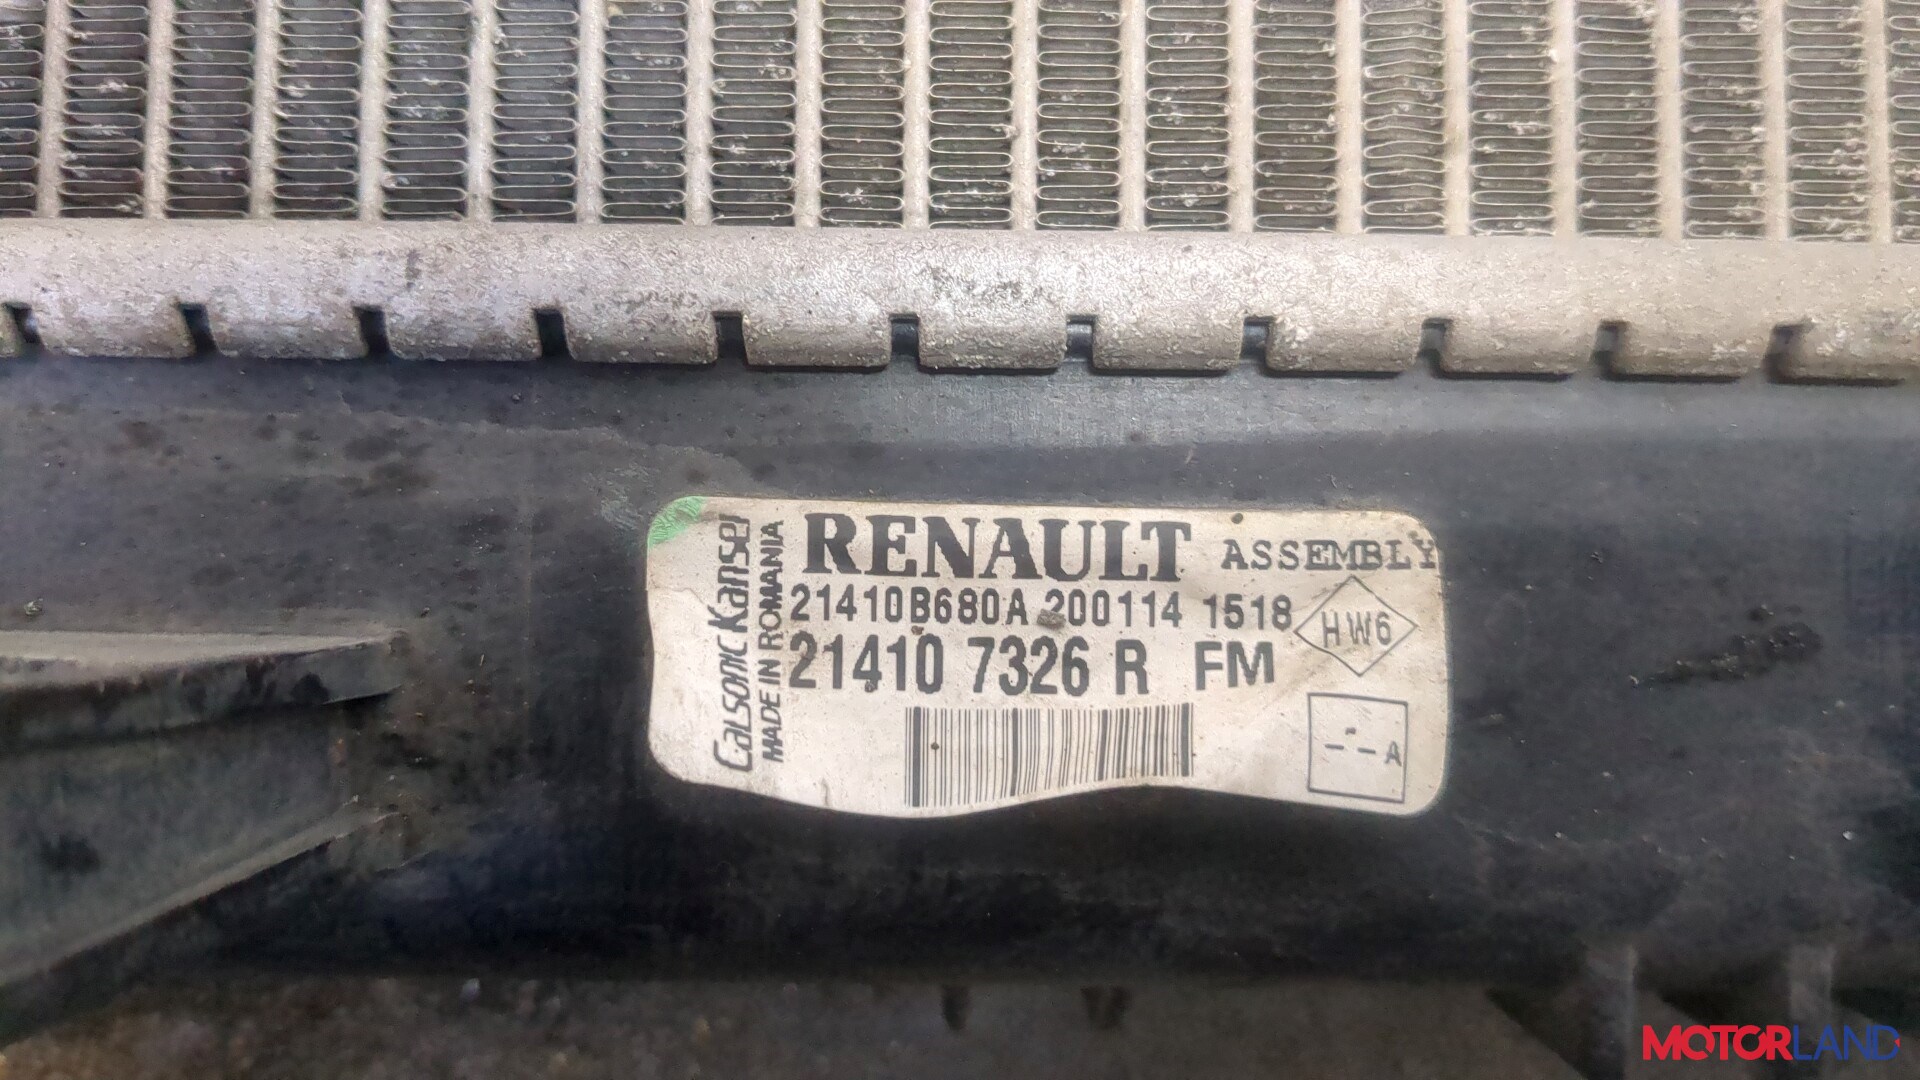 Calsonic Kansei
MADE IN ROMANIA
RENAULT ASSEMBLY
21410B680A 200114 1518
HW6
21410 7326 R FM
--A
MOTORLAND